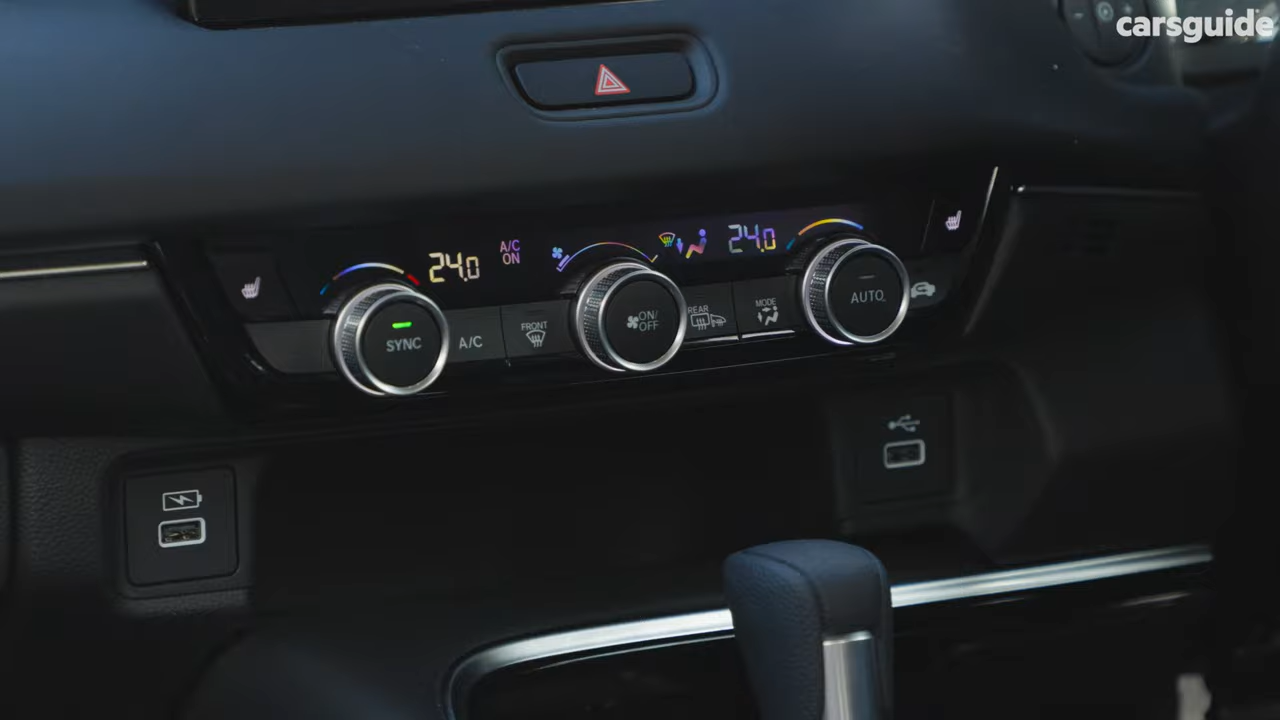 carsguide
24.0
A/C
ON
24.0
SYNC
A/C
FRONT
ON/
OFF
REAR
MODE
AUTO